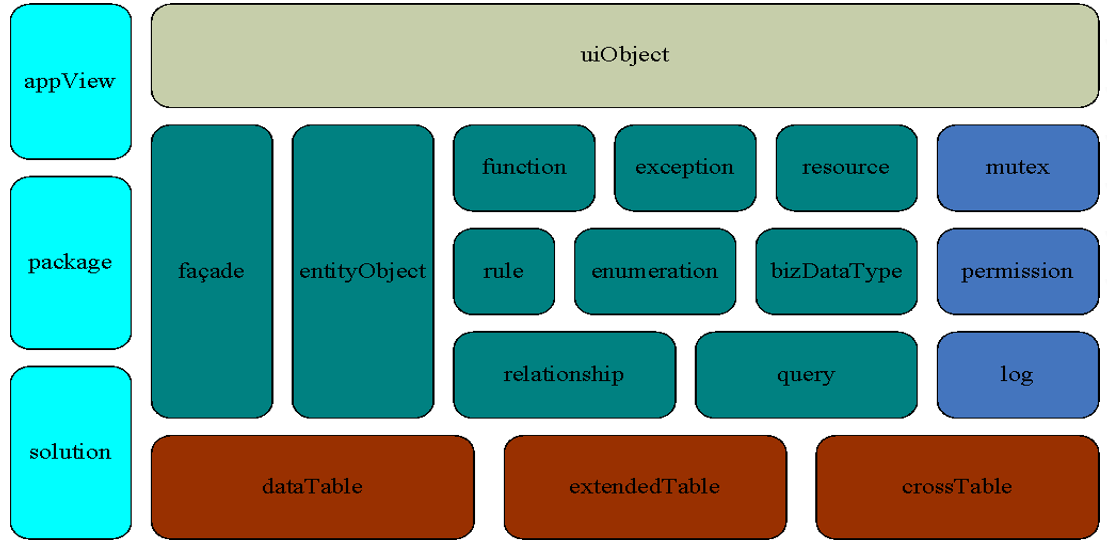 appView
uiObject
function
exception
resource
mutex
package
façade
entityObject
rule
enumeration
bizDataType
permission
relationship
query
log
solution
dataTable
extendedTable
crossTable